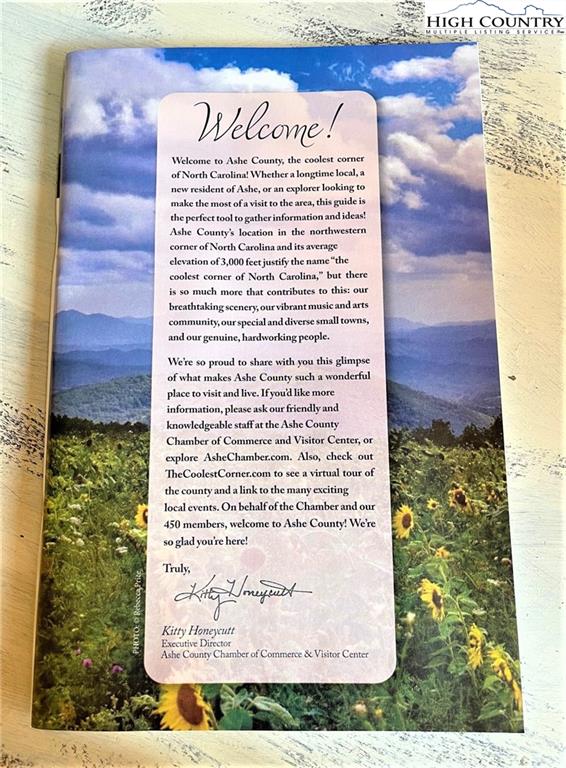 HIGH COUNTRY
MULTIPLE LISTING SERVICE
Welcome!
Welcome to Ashe County, the coolest corner
of North Carolina! Whether a longtime local, a
new resident of Ashe, or an explorer looking to
make the most of a visit to the area, this guide is
the perfect tool to gather information and ideas!
Ashe County's location in the northwestern
corner of North Carolina and its average
elevation of 3,000 feet justify the name "the
coolest corner of North Carolina," but there
is so much more that contributes to this: our
breathtaking scenery, our vibrant music and arts
community, our special and diverse small towns,
and our genuine, hardworking people.
We're so proud to share with you this glimpse
of what makes Ashe County such a wonderful
place to visit and live. If you'd like more
information, please ask our friendly and
knowledgeable staff at the Ashe County
Chamber of Commerce and Visitor Center, or
explore AsheChamber.com. Also, check out
TheCoolestCorner.com to see a virtual tour of
the county and a link to the many exciting
local events. On behalf of the Chamber and our
450 members, welcome to Ashe County! We're
so glad you're here!
Truly,
Kitty Honeycutt
Kitty Honeycutt
Executive Director
Ashe County Chamber of Commerce & Visitor Center
PHOTO: © Rebecca Price